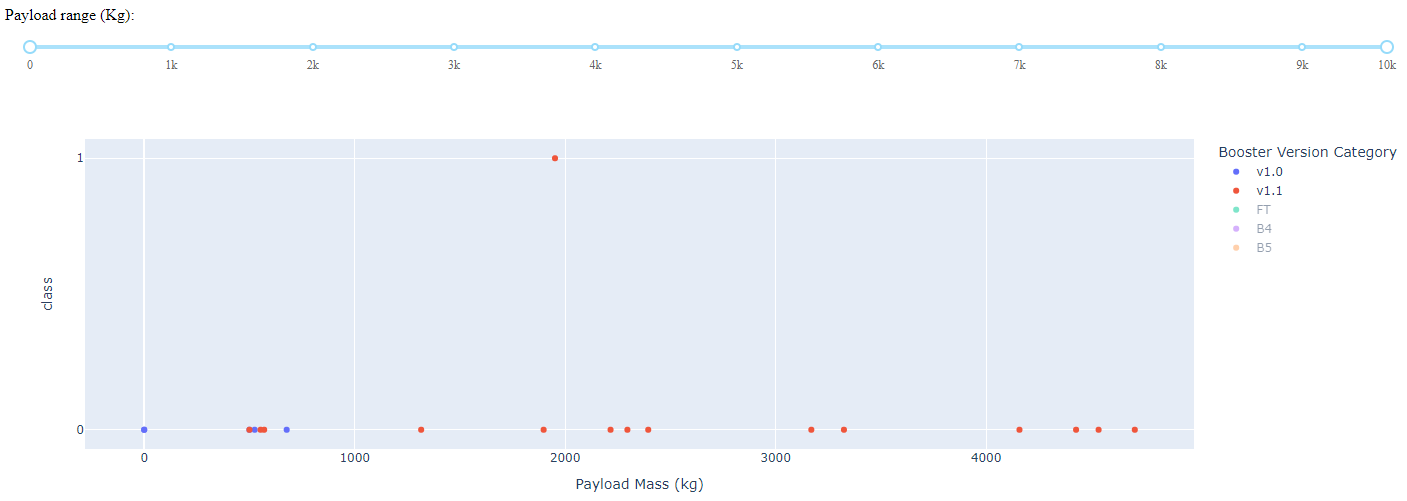 Payload range (Kg):
0 1k 2k 3k 4k 5k 6k 7k 8k 9k 10k
1
class
0
0 1000 2000 3000 4000
Payload Mass (kg)
Booster Version Category
v1.0
v1.1
FT
B4
B5